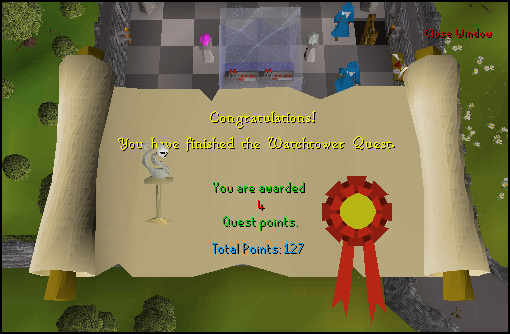 Close Window
Congratulations!
You have finished the Watchtower Quest.
You are awarded
4
Quest points.
Total Points: 127